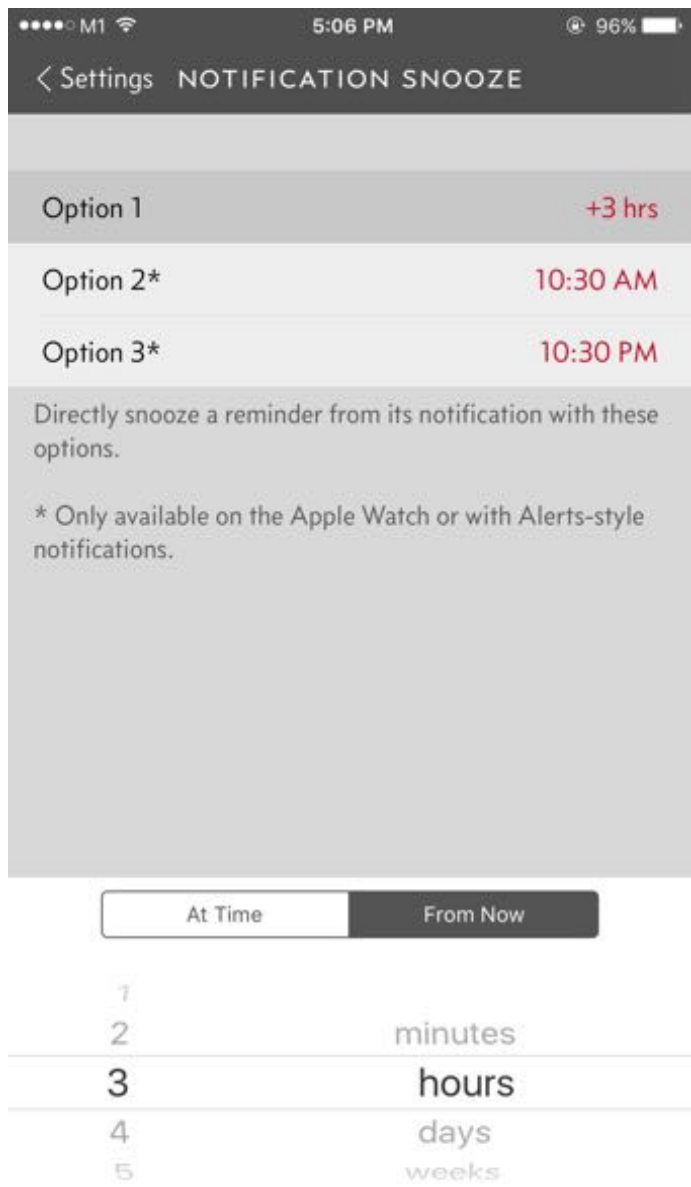 M1 5:06 PM 96%
Settings NOTIFICATION SNOOZE
Option 1 +3 hrs
Option 2* 10:30 AM
Option 3* 10:30 PM
Directly snooze a reminder from its notification with these
options.
* Only available on the Apple Watch or with Alerts-style
notifications.
At Time From Now
1
2 minutes
3 hours
4 days
5 weeks